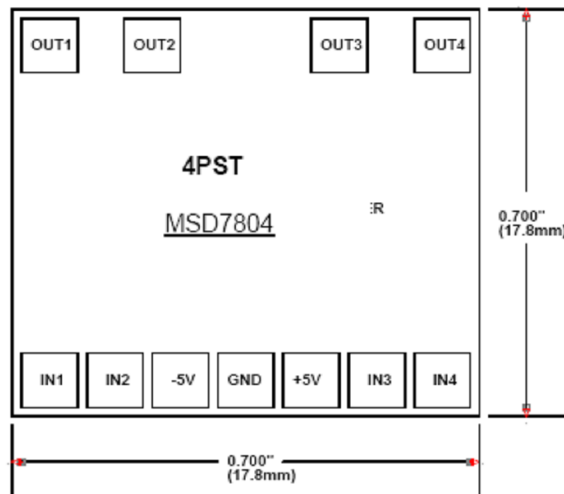 OUT1 OUT2 OUT3 OUT4
4PST
MSD7804
0.700"
(17.8mm)
IN1 IN2 -5V GND +5V IN3 IN4
0.700"
(17.8mm)